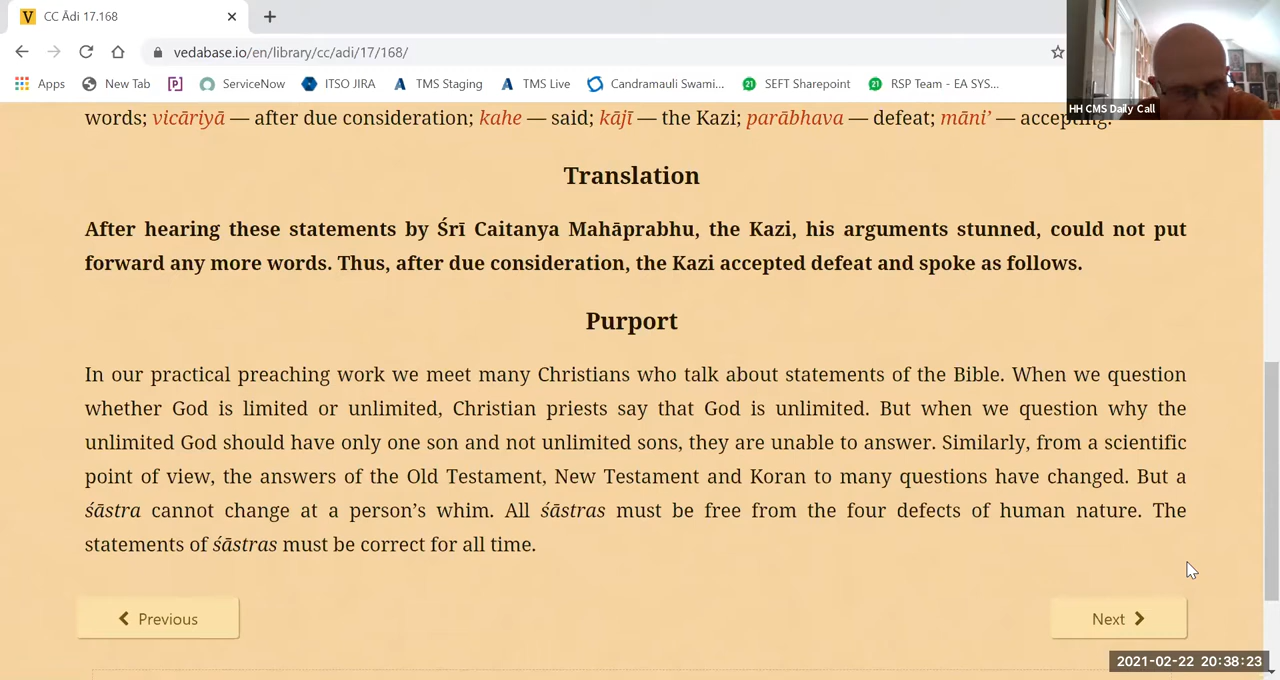 CC Ādi 17.168
vedabase.io/en/library/cc/adi/17/168/
Apps New Tab ServiceNow ITSO JIRA TMS Staging TMS Live Candramauli Swami... SEFT Sharepoint RSP Team - EA SYS...
HH CMS Daily Call
words; vicāriyā — after due consideration; kahe — said; kājī — the Kazi; parābhava — defeat; māni’ — accepting.
Translation
After hearing these statements by Śrī Caitanya Mahāprabhu, the Kazi, his arguments stunned, could not put
forward any more words. Thus, after due consideration, the Kazi accepted defeat and spoke as follows.
Purport
In our practical preaching work we meet many Christians who talk about statements of the Bible. When we question
whether God is limited or unlimited, Christian priests say that God is unlimited. But when we question why the
unlimited God should have only one son and not unlimited sons, they are unable to answer. Similarly, from a scientific
point of view, the answers of the Old Testament, New Testament and Koran to many questions have changed. But a
śāstra cannot change at a person’s whim. All śāstras must be free from the four defects of human nature. The
statements of śāstras must be correct for all time.
Previous
Next
2021-02-22 20:38:23